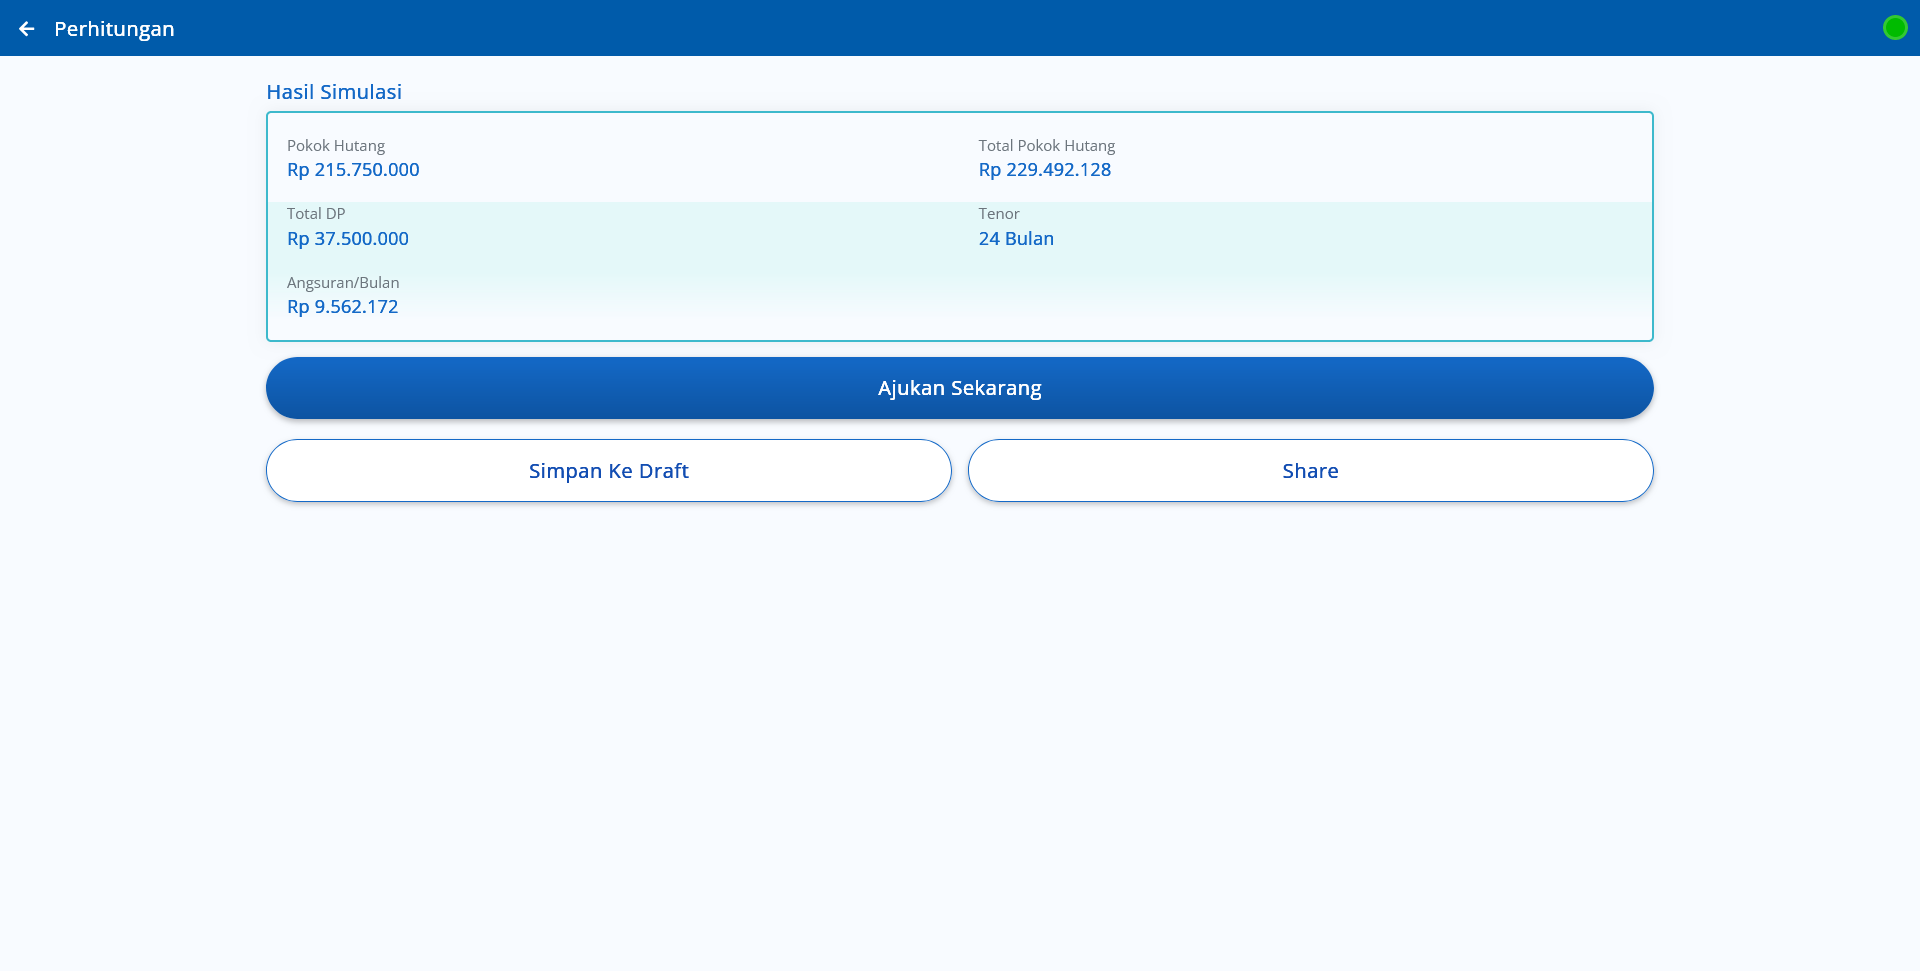 Perhitungan
Hasil Simulasi
Pokok Hutang
Rp 215.750.000
Total Pokok Hutang
Rp 229.492.128
Total DP
Rp 37.500.000
Tenor
24 Bulan
Angsuran/Bulan
Rp 9.562.172
Ajukan Sekarang
Simpan Ke Draft
Share